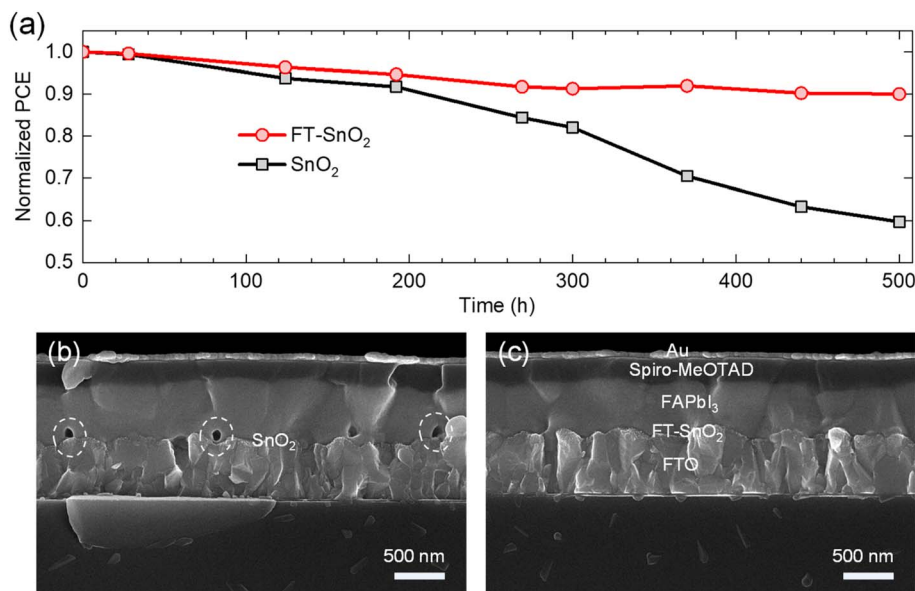 (a)
Normalized PCE
1.0
0.9
0.8
0.7
0.6
0.5
FT-SnO₂
SnO₂
0 100 200 300 400 500
Time (h)
(b)
SnO₂
500 nm
(c)
Au
Spiro-MeOTAD
FAPbI₃
FT-SnO₂
FTO
500 nm